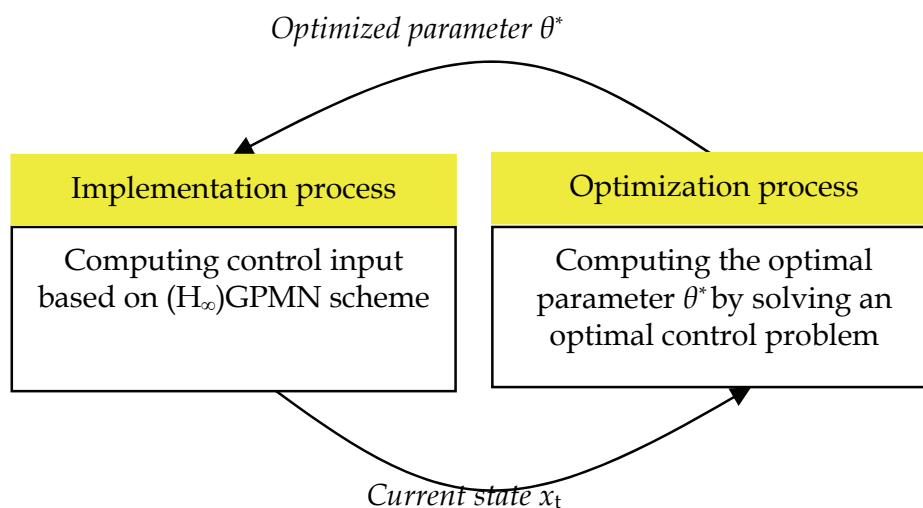 Optimized parameter θ*
Implementation process
Computing control input
based on (H∞)GPMN scheme
Optimization process
Computing the optimal
parameter θ* by solving an
optimal control problem
Current state xt